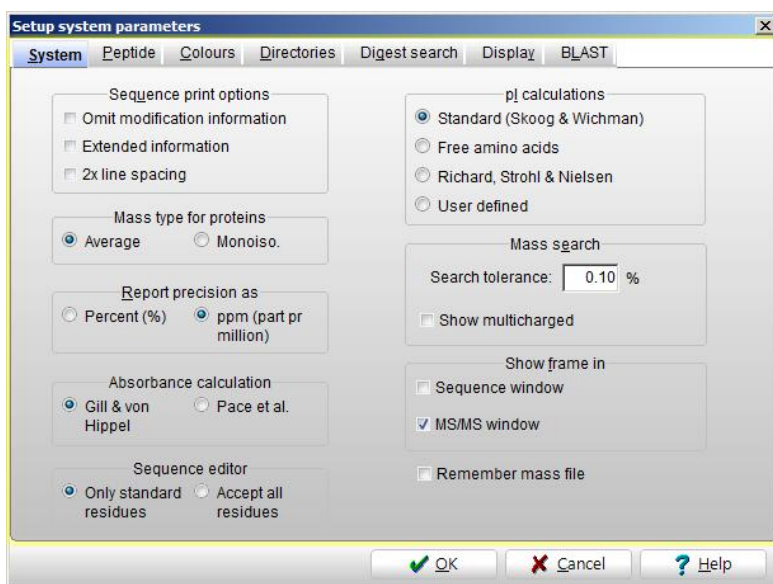 Setup system parameters
System Peptide Colours Directories Digest search Display BLAST
Sequence print options
Omit modification information
Extended information
2x line spacing
Mass type for proteins
Average Monoiso.
Report precision as
Percent (%) ppm (part pr
million)
Absorbance calculation
Gill & von Pace et al.
Hippel
Sequence editor
Only standard Accept all
residues residues
pI calculations
Standard (Skoog & Wichman)
Free amino acids
Richard, Strohl & Nielsen
User defined
Mass search
Search tolerance: 0.10 %
Show multicharged
Show frame in
Sequence window
MS/MS window
Remember mass file
OK Cancel Help